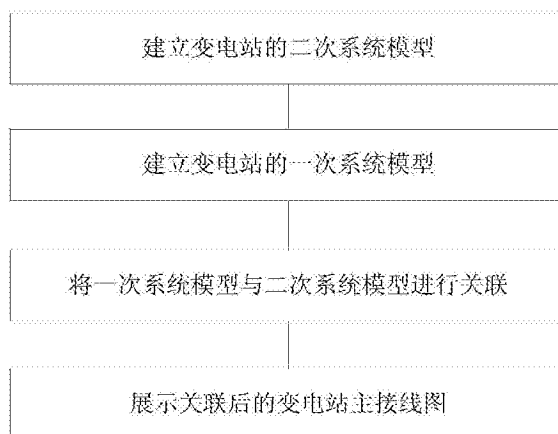 建立变电站的二次系统模型
建立变电站的一次系统模型
将一次系统模型与二次系统模型进行关联
展示关联后的变电站主接线图